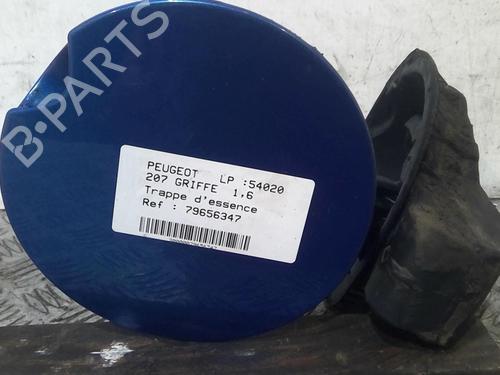 B-PARTS
PEUGEOT LP :54020
207 GRIFFE 1,6
Trappe d'essence
Ref : 79656347